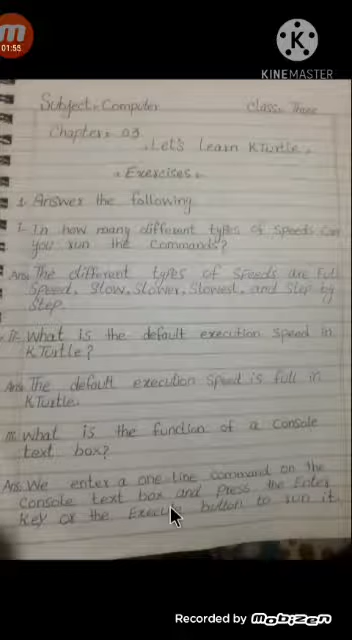 01:55
K
KINEMASTER
Subject:- Computer Class:- Three
Chapter:- 03
Let's Learn KTurtle.
Exercises.
1. Answer the following
I. In how many different types of speeds can
you run the commands?
Ans. The different types of speeds are Full
Speed, Slow, Slower, Slowest, and Step by
Step.
II. What is the default execution speed in
KTurtle?
Ans. The default execution speed is full in
KTurtle.
III. What is the function of a console
text box?
Ans. We enter a one line command on the
Console text box and press the Enter
key or the Execute button to run it.
Recorded by Mobizen